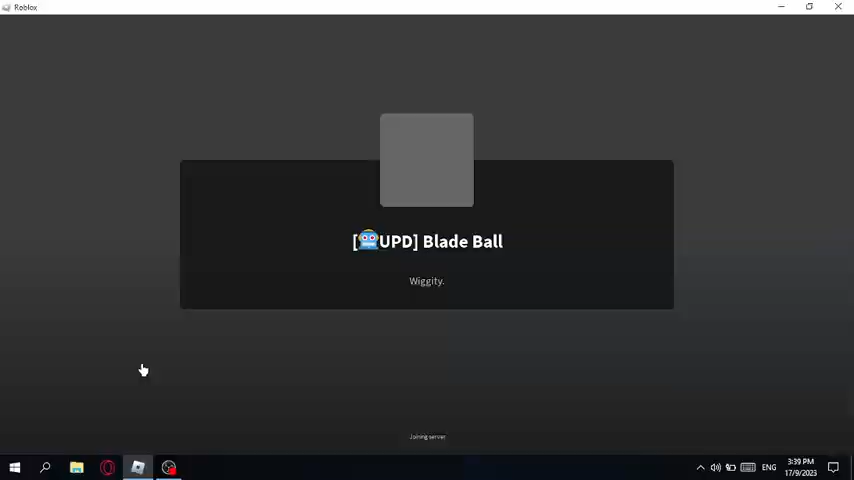 Roblox
[🤖UPD] Blade Ball
Wiggity.
Joining server
ENG
3:39 PM
17/9/2023